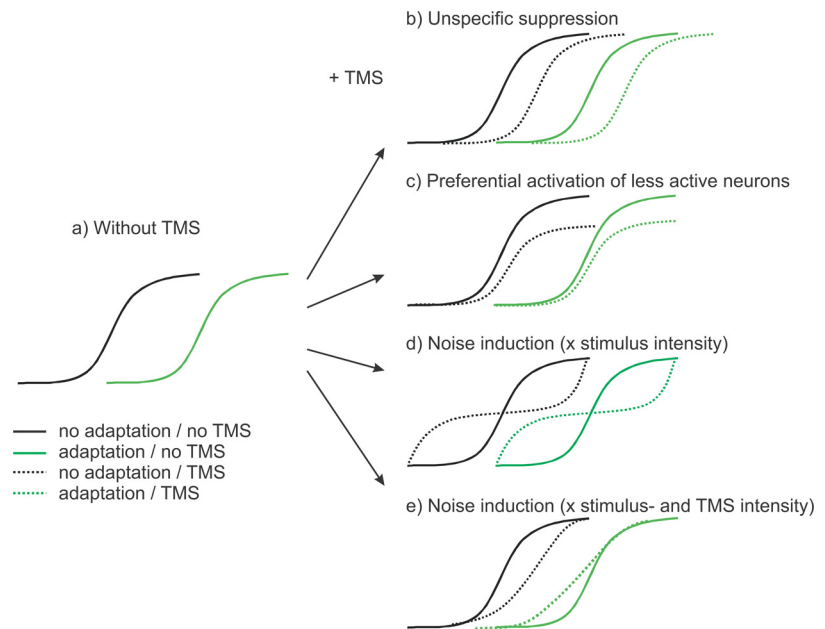 b) Unspecific suppression
+ TMS
c) Preferential activation of less active neurons
a) Without TMS
d) Noise induction (x stimulus intensity)
no adaptation / no TMS
adaptation / no TMS
no adaptation / TMS
adaptation / TMS
e) Noise induction (x stimulus- and TMS intensity)